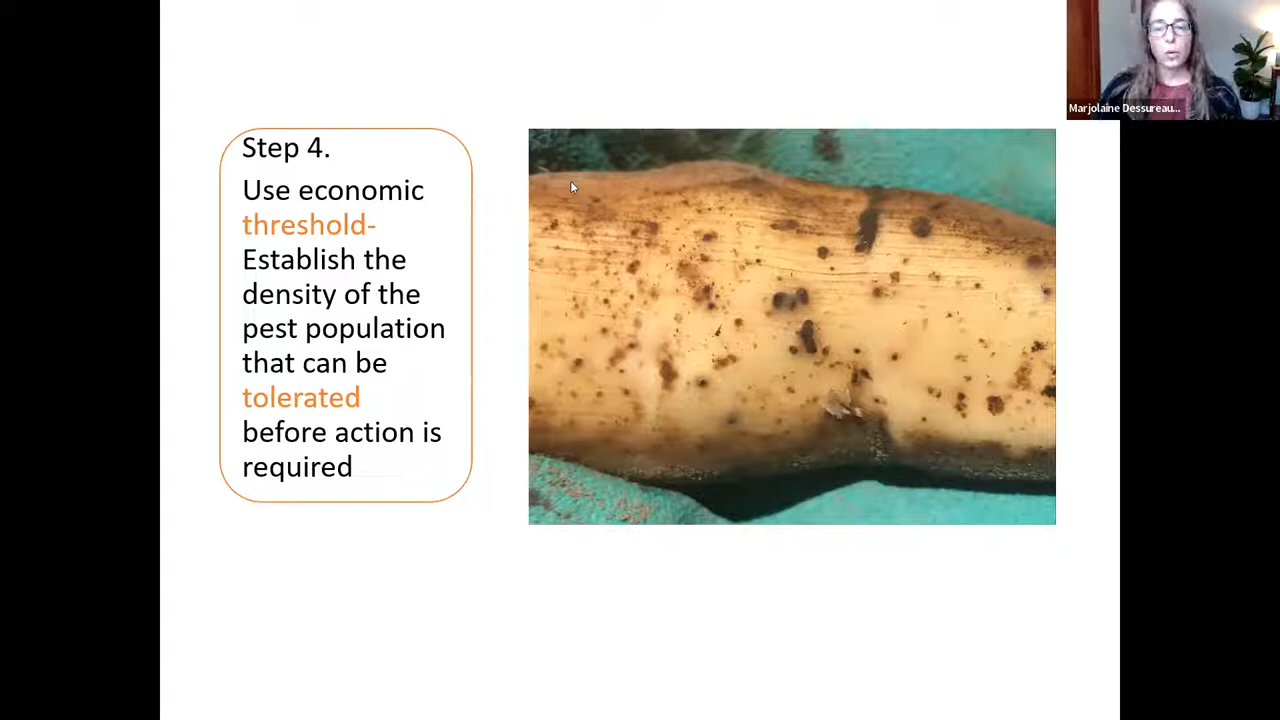 Marjolaine Dessureau...
Step 4.
Use economic
threshold-
Establish the
density of the
pest population
that can be
tolerated
before action is
required